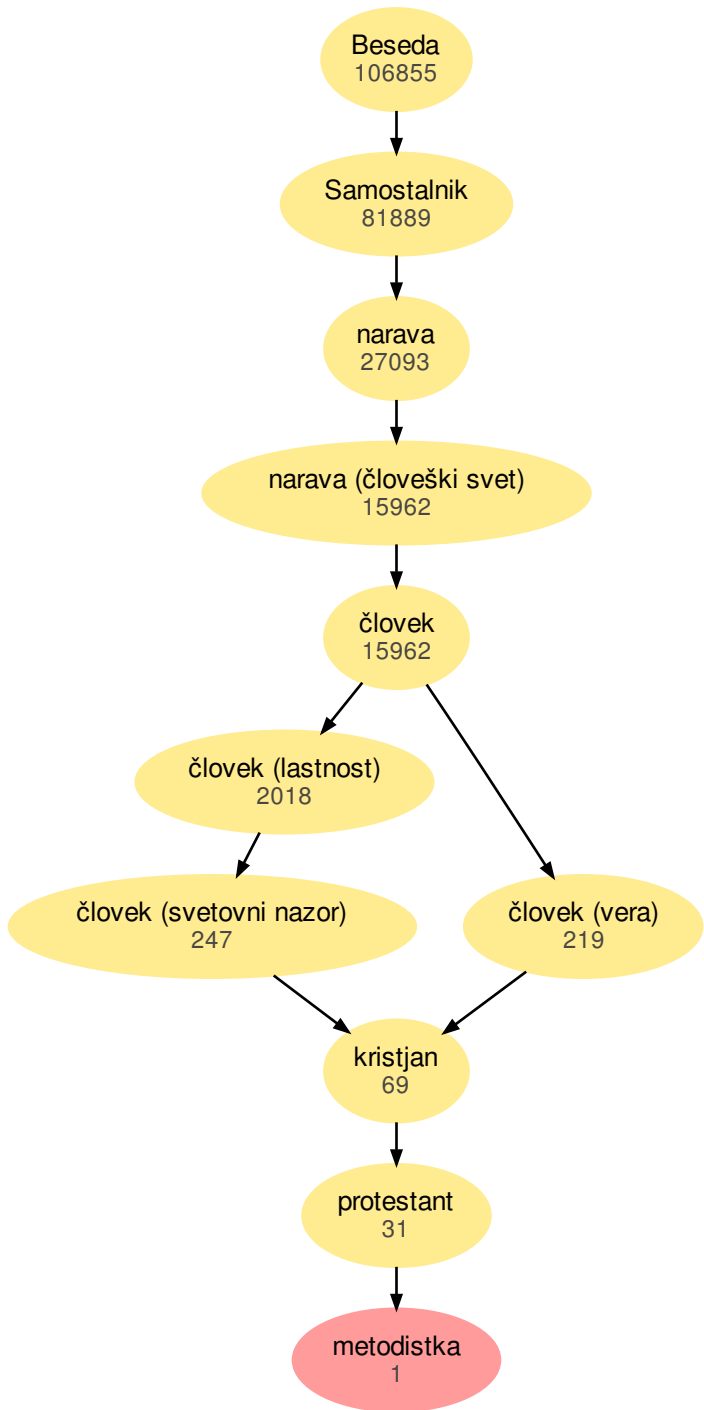 Beseda
106855
Samostalnik
81889
narava
27093
narava (človeški svet)
15962
človek
15962
človek (lastnost)
2018
človek (svetovni nazor)
247
človek (vera)
219
kristjan
69
protestant
31
metodistka
1